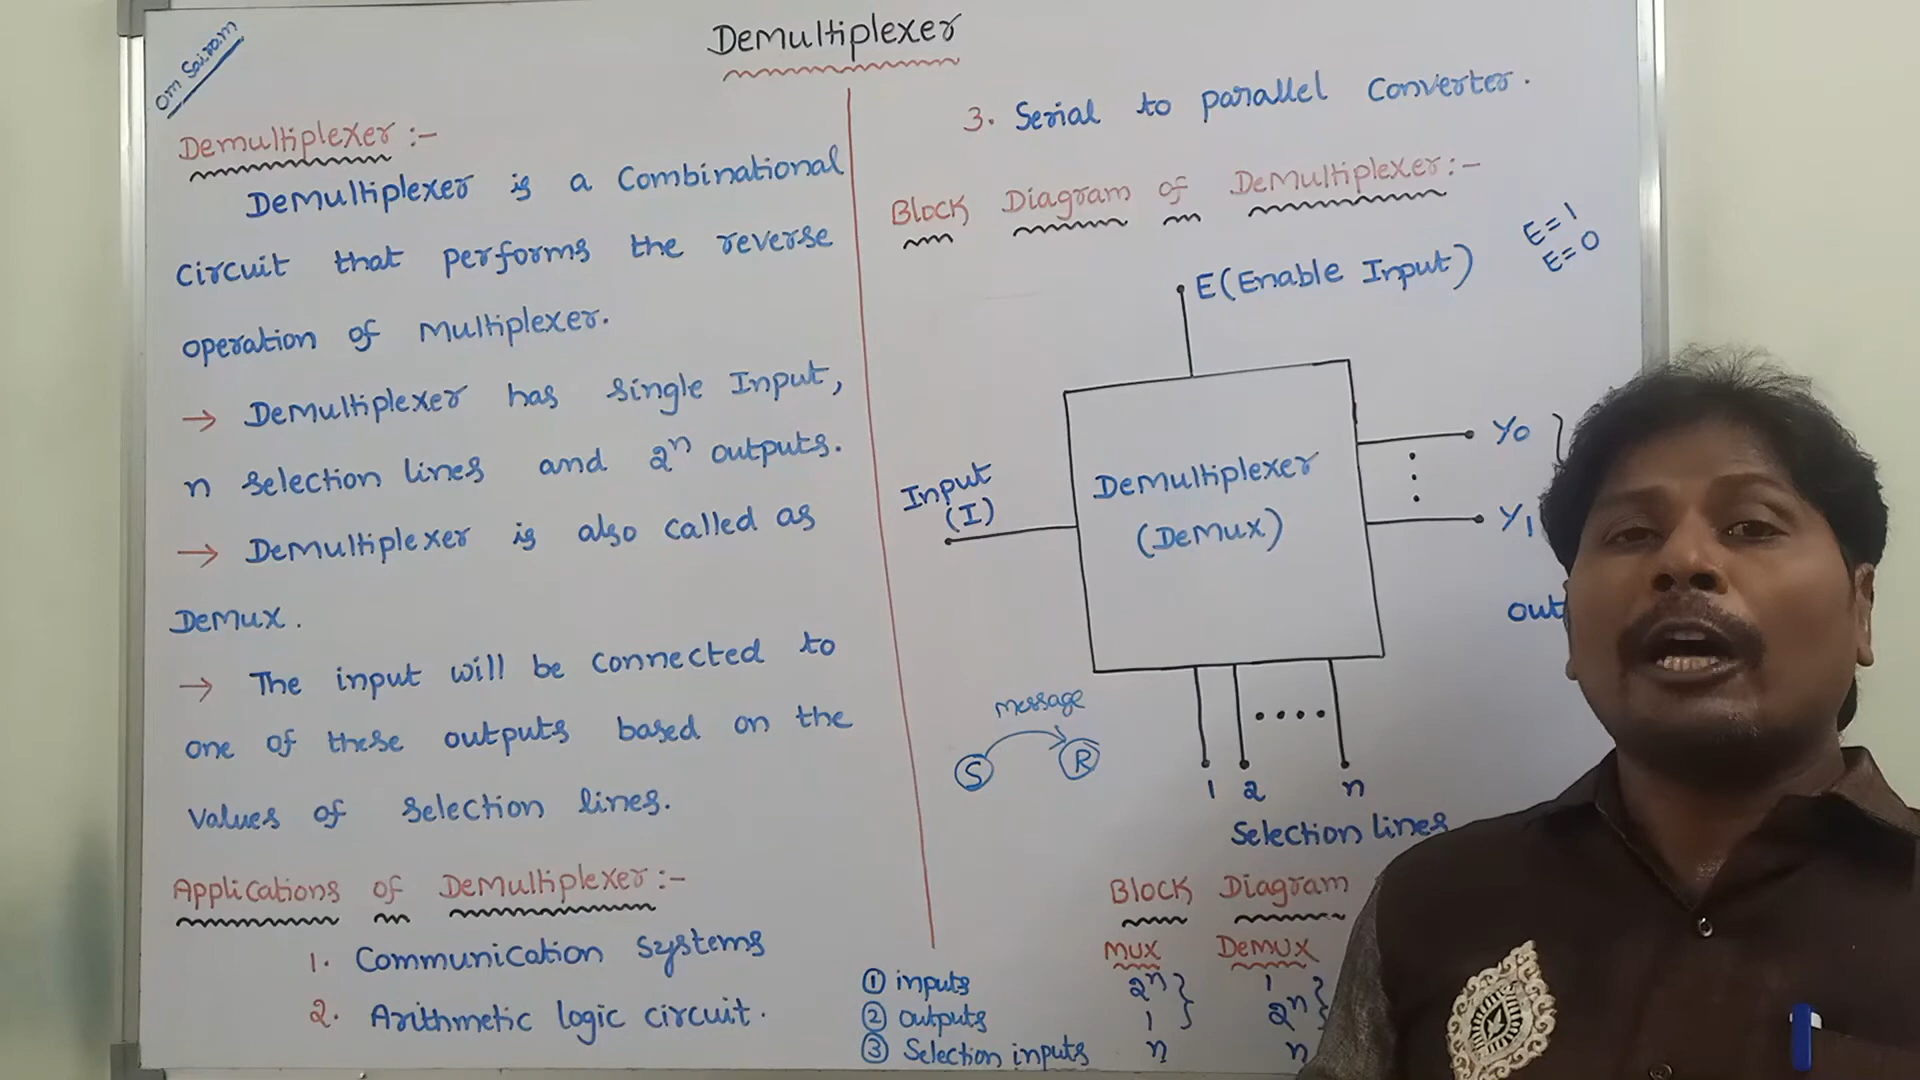 Om Sairam
Demultiplexer
Demultiplexer :-
Demultiplexer is a Combinational
Circuit that performs the reverse
operation of multiplexer.
→ Demultiplexer has single Input,
n selection lines and 2ⁿ outputs.
→ Demultiplexer is also called as
Demux.
→ The input will be connected to
one of these outputs based on the
values of selection lines.
Applications of Demultiplexer :-
1. Communication systems
2. Arithmetic logic circuit.
3. Serial to parallel Converter.
Block Diagram of Demultiplexer :-
E=1
E=0
E(Enable Input)
Input
(I)
Demultiplexer
(Demux)
Y0
Y1
message
S R
1 2 n
Selection lines
Block Diagram
Mux Demux
① inputs 2ⁿ 1
② outputs 1 2ⁿ
③ Selection inputs n n